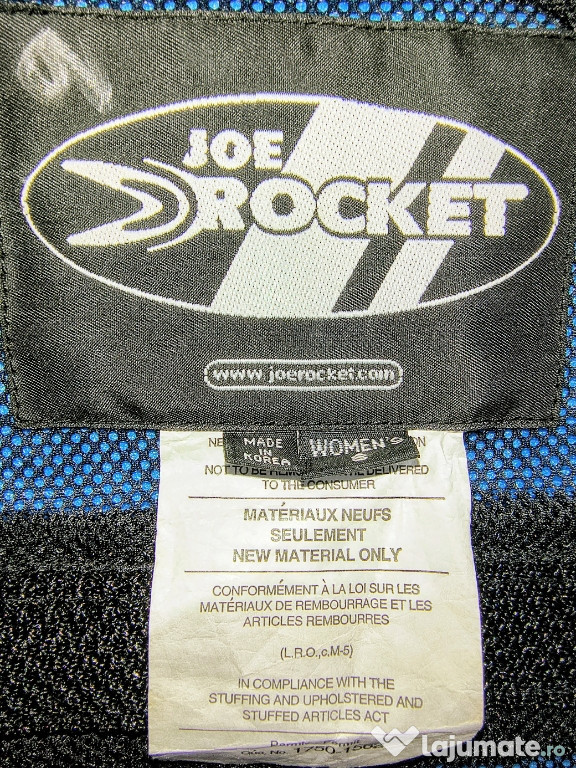 9
JOE
ROCKET
www.joerocket.com
MADE
IN
KOREA
WOMEN'S
S
NOT TO BE DELIVERED
TO THE CONSUMER
MATÉRIAUX NEUFS
SEULEMENT
NEW MATERIAL ONLY
CONFORMÉMENT À LA LOI SUR LES
MATÉRIAUX DE REMBOURRAGE ET LES
ARTICLES REMBOURRES
(L.R.O.,c.M-5)
IN COMPLIANCE WITH THE
STUFFING AND UPHOLSTERED AND
STUFFED ARTICLES ACT
Lajumate.ro